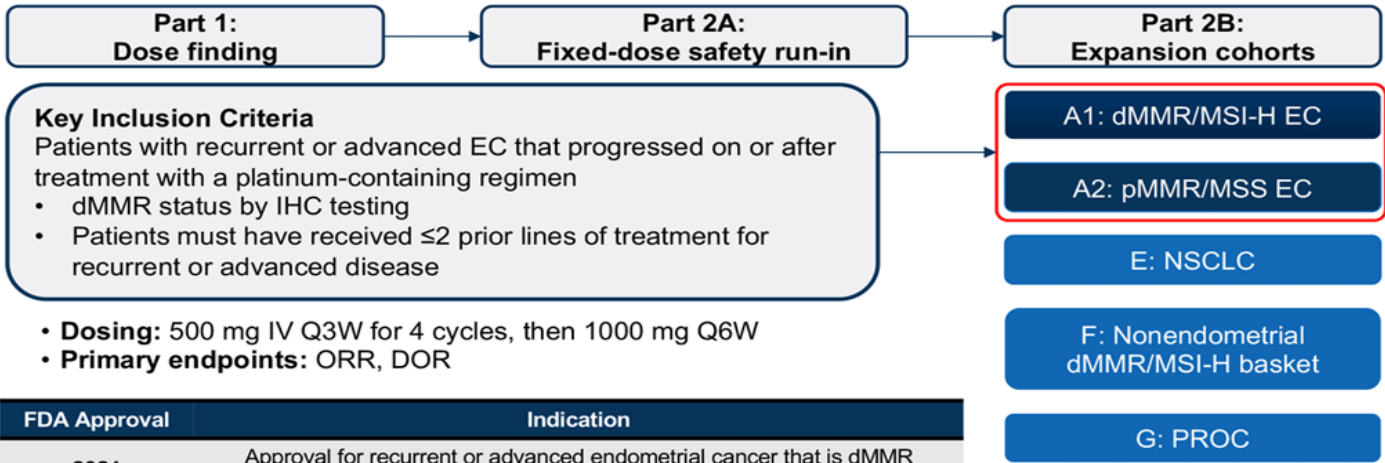 Part 1:
Dose finding
Part 2A:
Fixed-dose safety run-in
Part 2B:
Expansion cohorts
Key Inclusion Criteria
Patients with recurrent or advanced EC that progressed on or after
treatment with a platinum-containing regimen
• dMMR status by IHC testing
• Patients must have received ≤2 prior lines of treatment for
recurrent or advanced disease
• Dosing: 500 mg IV Q3W for 4 cycles, then 1000 mg Q6W
• Primary endpoints: ORR, DOR
A1: dMMR/MSI-H EC
A2: pMMR/MSS EC
E: NSCLC
F: Nonendometrial
dMMR/MSI-H basket
G: PROC
FDA Approval Indication
Approval for recurrent or advanced endometrial cancer that is dMMR